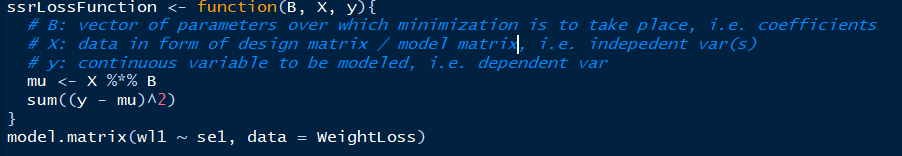 ssrLossFunction <- function(B, X, y){
  # B: vector of parameters over which minimization is to take place, i.e. coefficients
  # X: data in form of design matrix / model matrix, i.e. indepedent var(s)
  # y: continuous variable to be modeled, i.e. dependent var
  mu <- X %*% B
  sum((y - mu)^2)
}
model.matrix(wl1 ~ se1, data = WeightLoss)